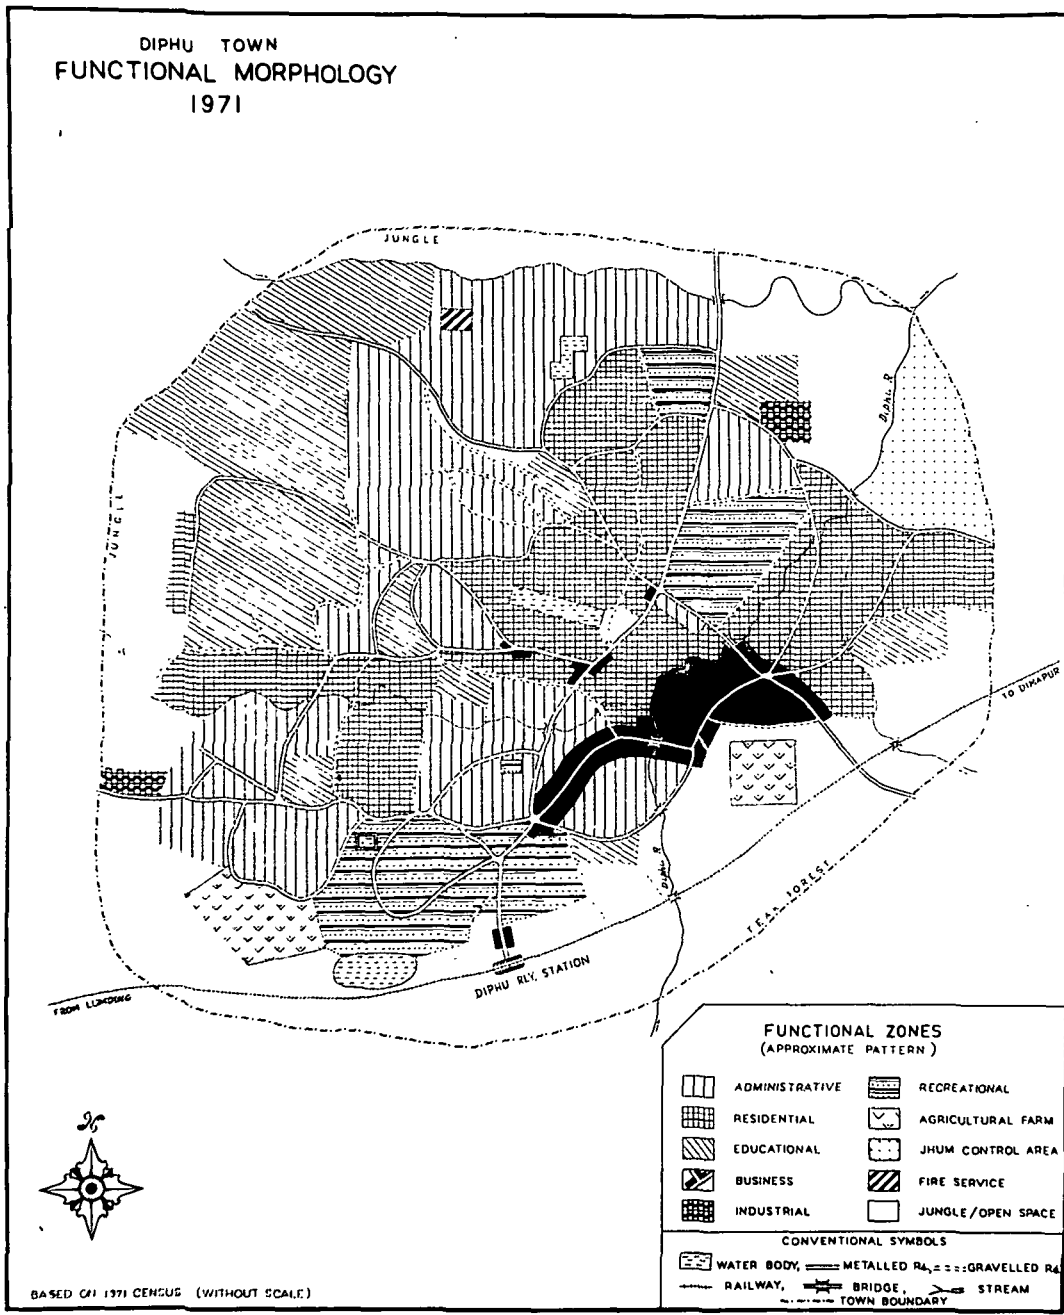 DIPHU TOWN
FUNCTIONAL MORPHOLOGY
1971
JUNGLE
DIPHU R
JUNGLE
TO DIMAPUR
DIPHU R
TEAK FOREST
DIPHU RLY. STATION
FROM LUMDING
FUNCTIONAL ZONES
(APPROXIMATE PATTERN)
ADMINISTRATIVE RECREATIONAL
RESIDENTIAL AGRICULTURAL FARM
EDUCATIONAL JHUM CONTROL AREA
BUSINESS FIRE SERVICE
INDUSTRIAL JUNGLE/OPEN SPACE
CONVENTIONAL SYMBOLS
WATER BODY, METALLED Rd, GRAVELLED Rd
RAILWAY, BRIDGE, STREAM
TOWN BOUNDARY
N
BASED ON 1971 CENSUS (WITHOUT SCALE)